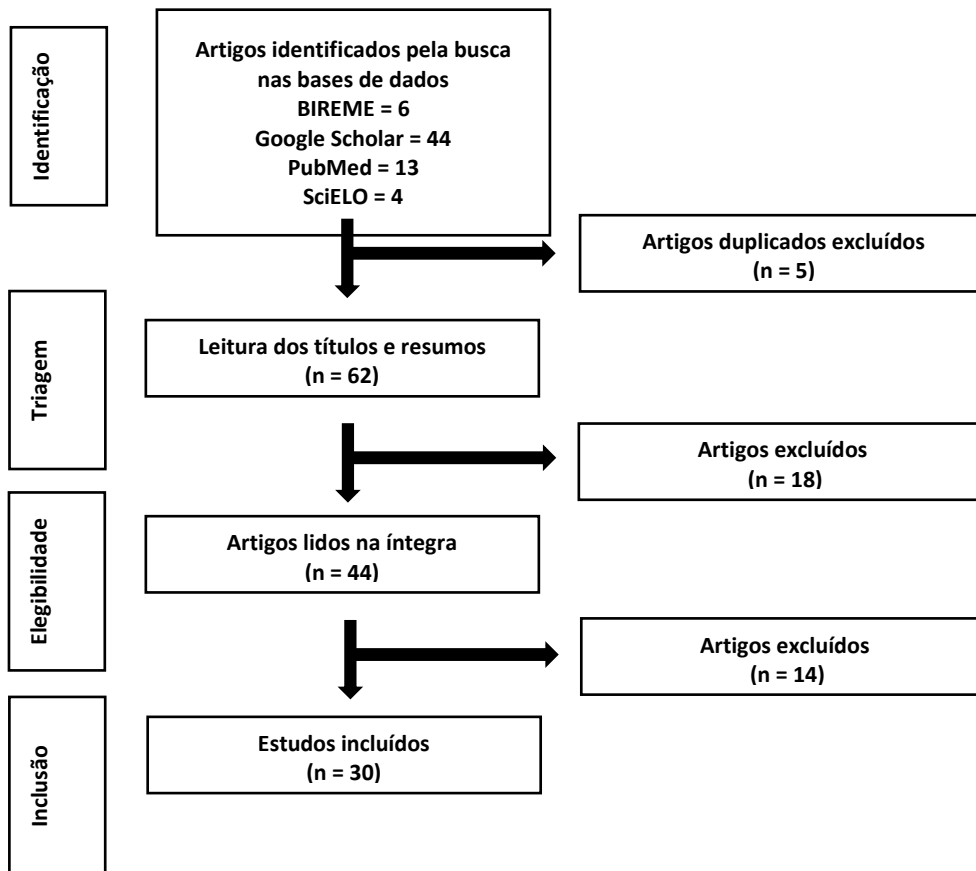 Identificação
Artigos identificados pela busca
nas bases de dados
BIREME = 6
Google Scholar = 44
PubMed = 13
SciELO = 4
Artigos duplicados excluídos
(n = 5)
Triagem
Leitura dos títulos e resumos
(n = 62)
Artigos excluídos
(n = 18)
Elegibilidade
Artigos lidos na íntegra
(n = 44)
Artigos excluídos
(n = 14)
Inclusão
Estudos incluídos
(n = 30)